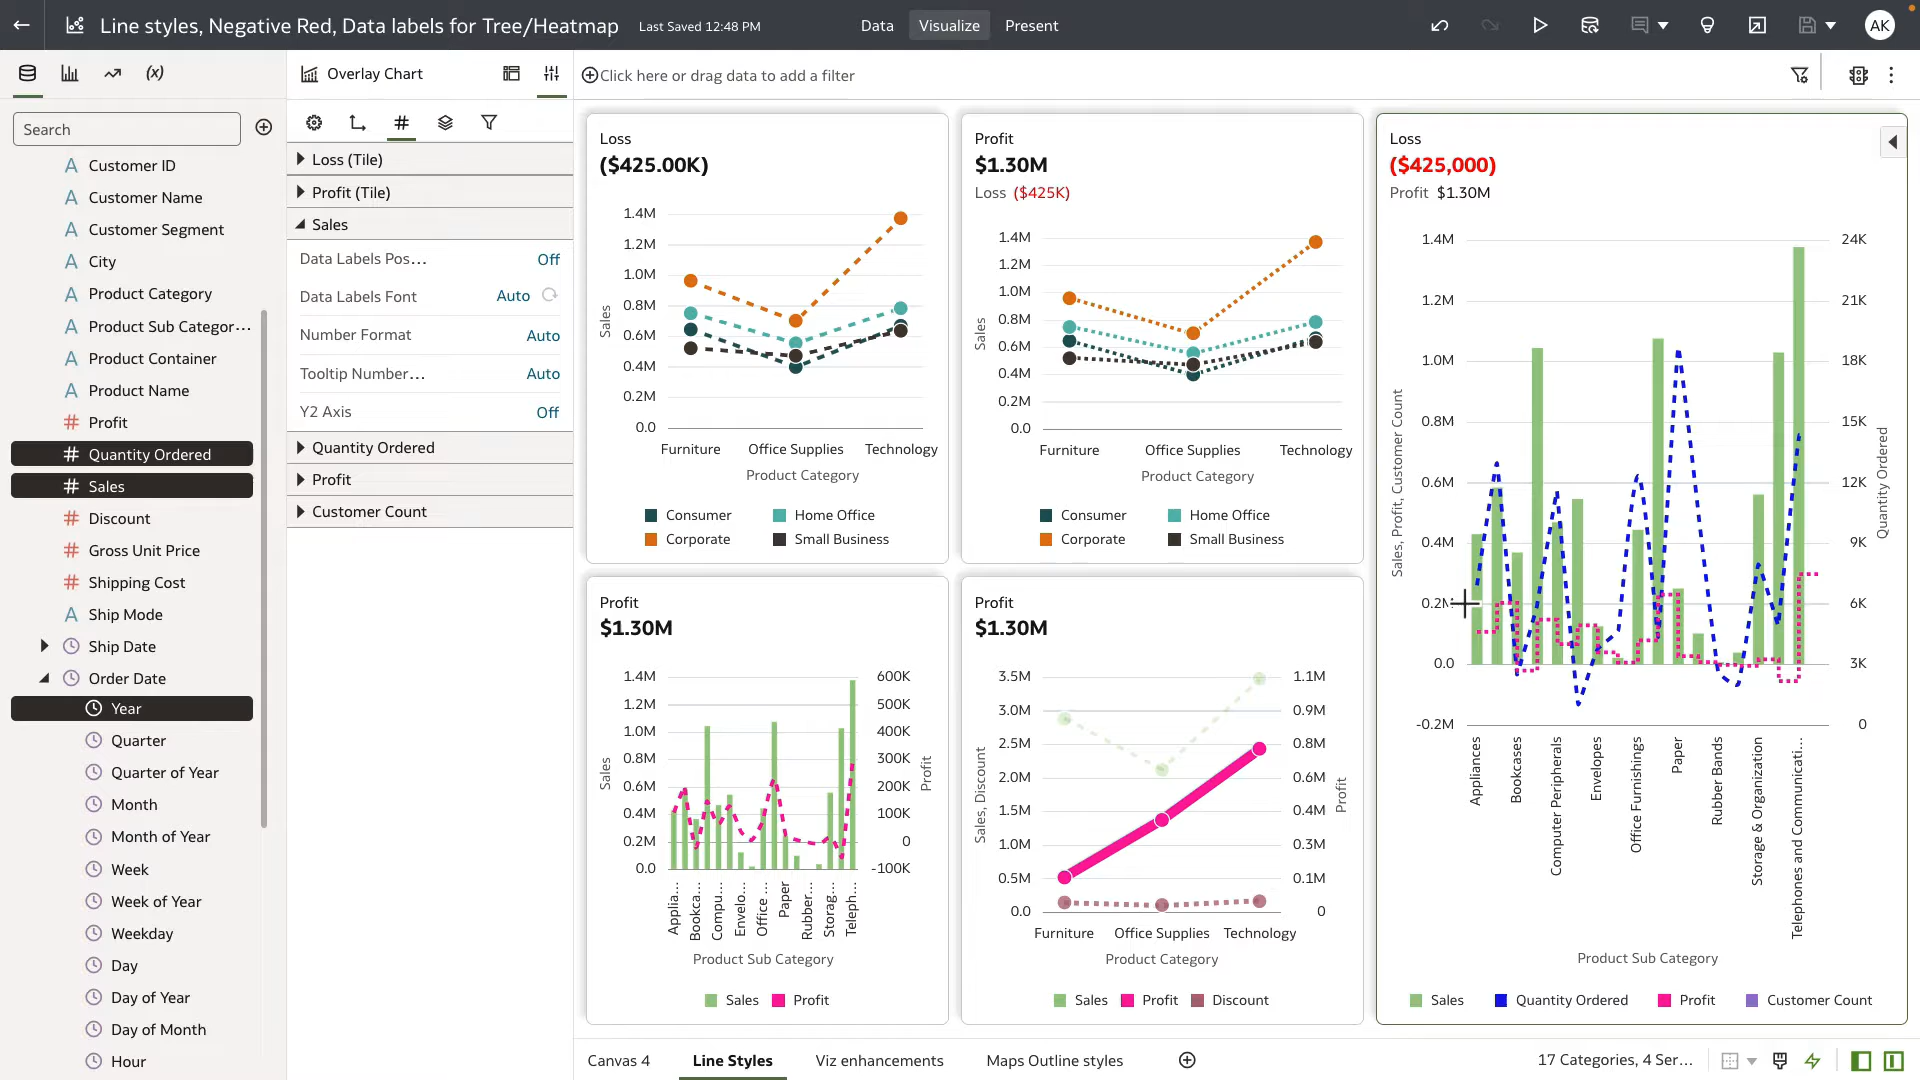 Line styles, Negative Red, Data labels for Tree/Heatmap
Last Saved 12:48 PM
Data
Visualize
Present
AK
(x)
Overlay Chart
Click here or drag data to add a filter
Search
Customer ID
Customer Name
Customer Segment
City
Product Category
Product Sub Categor...
Product Container
Product Name
Profit
Quantity Ordered
Sales
Discount
Gross Unit Price
Shipping Cost
Ship Mode
Ship Date
Order Date
Year
Quarter
Quarter of Year
Month
Month of Year
Week
Week of Year
Weekday
Day
Day of Year
Day of Month
Hour
Loss (Tile)
Profit (Tile)
Sales
Data Labels Pos... Off
Data Labels Font Auto
Number Format Auto
Tooltip Number... Auto
Y2 Axis Off
Quantity Ordered
Profit
Customer Count
Loss
($425.00K)
1.4M
1.2M
1.0M
0.8M
0.6M
0.4M
0.2M
0.0
Sales
Furniture Office Supplies Technology
Product Category
Consumer Home Office
Corporate Small Business
Profit
$1.30M
Loss ($425K)
1.4M
1.2M
1.0M
0.8M
0.6M
0.4M
0.2M
0.0
Sales
Furniture Office Supplies Technology
Product Category
Consumer Home Office
Corporate Small Business
Loss
($425,000)
Profit $1.30M
1.4M 24K
1.2M 21K
1.0M 18K
0.8M 15K
0.6M 12K
0.4M 9K
0.2M 6K
0.0 3K
-0.2M 0
Sales, Profit, Customer Count
Quantity Ordered
Appliances
Bookcases
Computer Peripherals
Envelopes
Office Furnishings
Paper
Rubber Bands
Storage & Organization
Telephones and Communicati...
Product Sub Category
Sales Quantity Ordered Profit Customer Count
Profit
$1.30M
1.4M 600K
1.2M 500K
1.0M 400K
0.8M 300K
0.6M 200K
0.4M 100K
0.2M 0
0.0 -100K
Sales
Profit
Applia...
Bookca...
Compu...
Envelo...
Office ...
Paper
Rubber...
Storag...
Teleph...
Product Sub Category
Sales Profit
Profit
$1.30M
3.5M 1.1M
3.0M 0.9M
2.5M 0.8M
2.0M 0.6M
1.5M 0.4M
1.0M 0.3M
0.5M 0.1M
0.0 0
Sales, Discount
Profit
Furniture Office Supplies Technology
Product Category
Sales Profit Discount
Canvas 4
Line Styles
Viz enhancements
Maps Outline styles
17 Categories, 4 Ser...